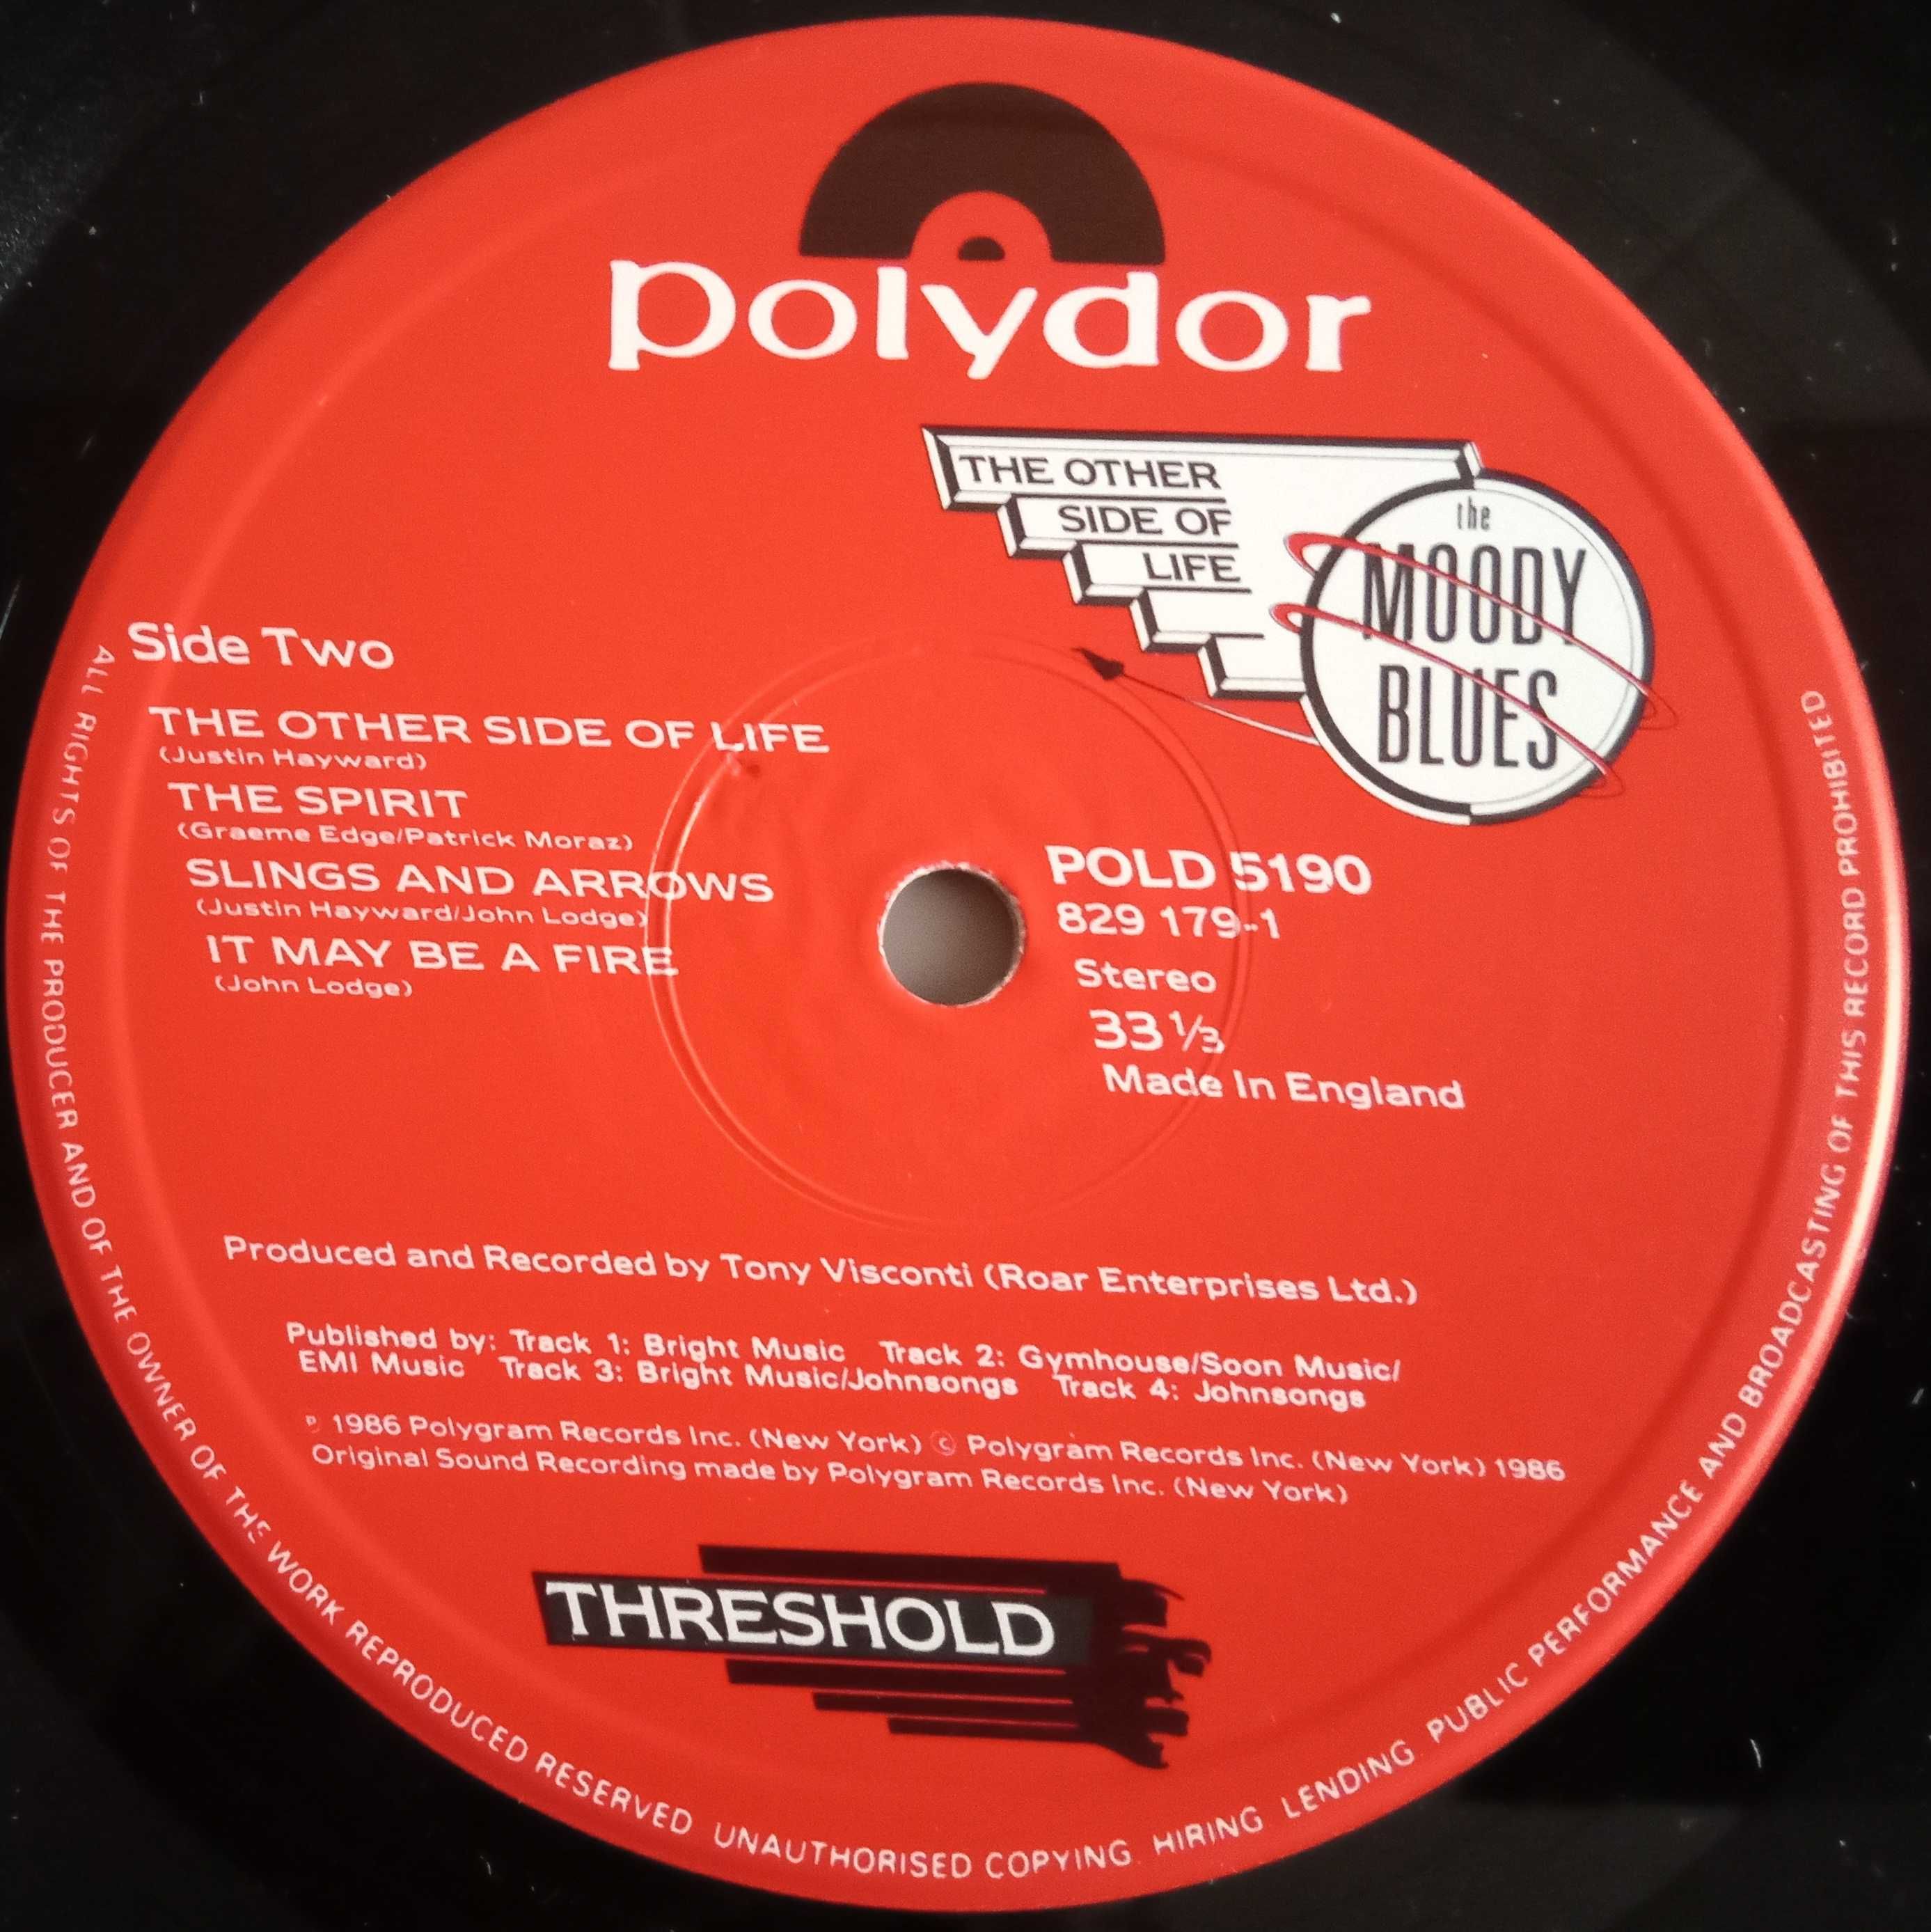 polydor
THE OTHER
SIDE OF
LIFE
the
MOODY
BLUES
Side Two
THE OTHER SIDE OF LIFE
(Justin Hayward)
THE SPIRIT
(Graeme Edge/Patrick Moraz)
SLINGS AND ARROWS
(Justin Hayward/John Lodge)
IT MAY BE A FIRE
(John Lodge)
POLD 5190
829 179-1
Stereo
33 1/3
Made In England
Produced and Recorded by Tony Visconti (Roar Enterprises Ltd.)
Published by: Track 1: Bright Music Track 2: Gymhouse/Soon Music/
EMI Music Track 3: Bright Music/Johnsongs Track 4: Johnsongs
℗ 1986 Polygram Records Inc. (New York) © Polygram Records Inc. (New York) 1986
Original Sound Recording made by Polygram Records Inc. (New York)
THRESHOLD
ALL RIGHTS OF THE PRODUCER AND OF THE OWNER OF THE WORK REPRODUCED RESERVED UNAUTHORISED COPYING. HIRING LENDING. PUBLIC PERFORMANCE AND BROADCASTING OF THIS RECORD PROHIBITED